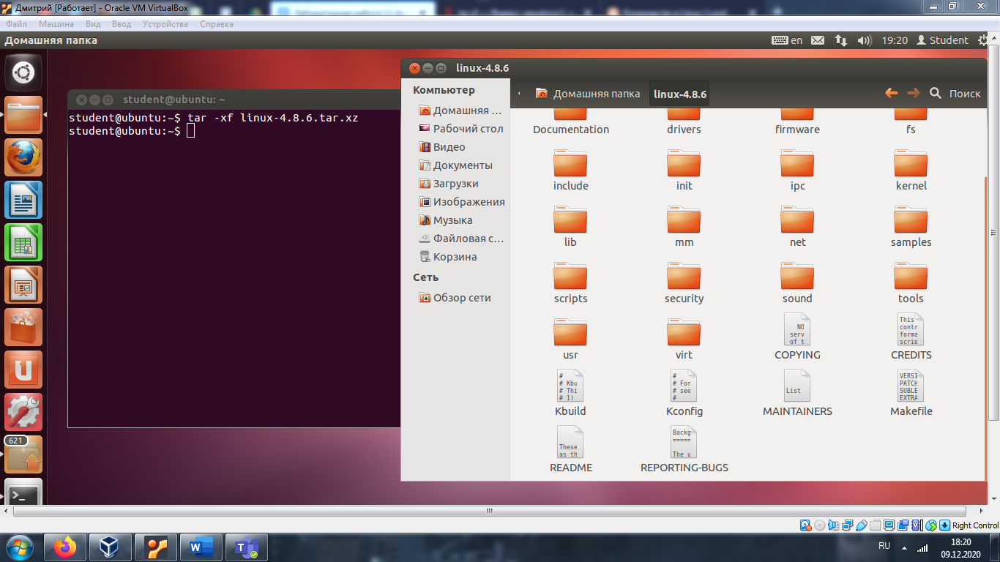 Дмитрий [Работает] - Oracle VM VirtualBox
Файл Машина Вид Ввод Устройства Справка
Домашняя папка en 19:20 Student
linux-4.8.6
student@ubuntu: ~
student@ubuntu:~$ tar -xf linux-4.8.6.tar.xz
student@ubuntu:~$
Компьютер
Домашняя ...
Рабочий стол
Видео
Документы
Загрузки
Изображения
Музыка
Файловая с...
Корзина
Сеть
Обзор сети
Домашняя папка linux-4.8.6 Поиск
Documentation drivers firmware fs
include init ipc kernel
lib mm net samples
scripts security sound tools
usr virt COPYING CREDITS
Kbuild Kconfig MAINTAINERS Makefile
README REPORTING-BUGS
621
Right Control
RU 18:20
09.12.2020